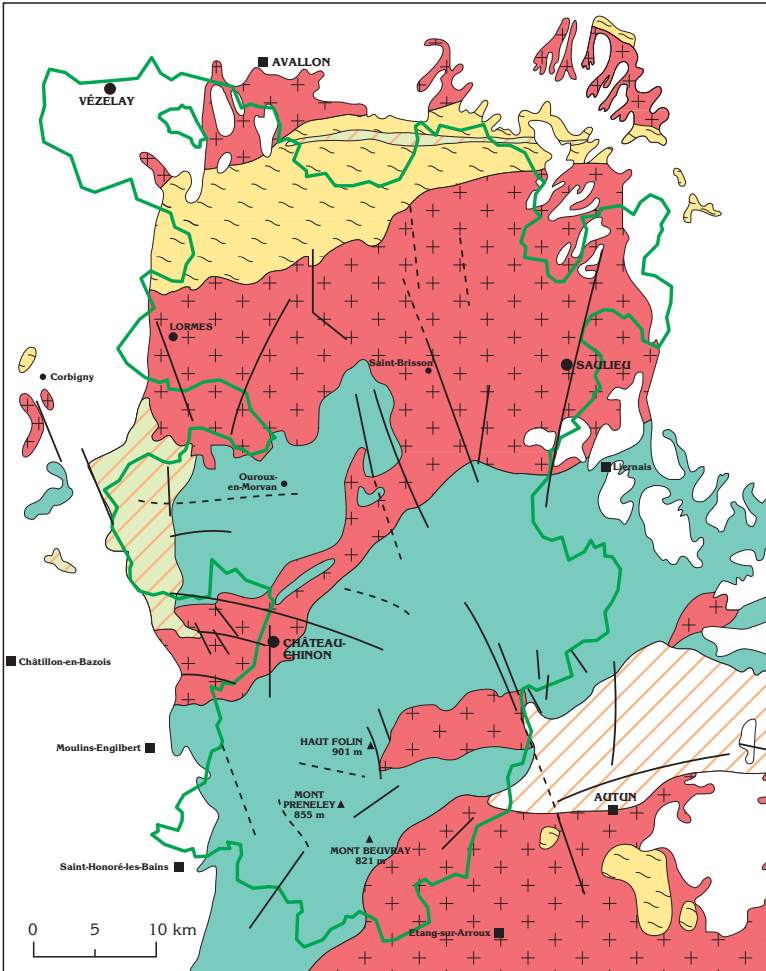 AVALLON
VÉZELAY
LORMES
Saint-Brisson
SAULIEU
Corbigny
Liernais
Ouroux-
en-Morvan
CHÂTEAU-
CHINON
Châtillon-en-Bazois
Moulins-Engilbert
HAUT FOLIN
901 m
MONT
PRENELEY
855 m
AUTUN
MONT BEUVRAY
821 m
Saint-Honoré-les-Bains
Etang-sur-Arroux
0 5 10 km